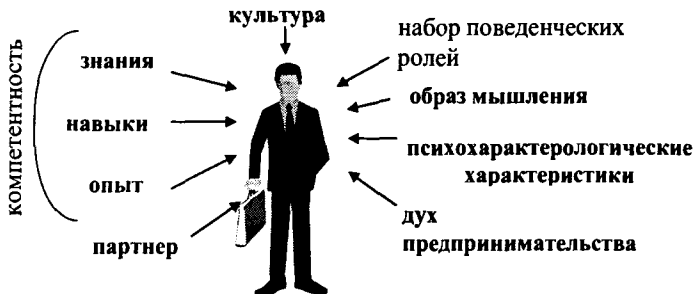 культура
компетентность
знания
навыки
опыт
партнер
набор поведенческих
ролей
образ мышления
психохарактерологические
характеристики
дух
предпринимательства